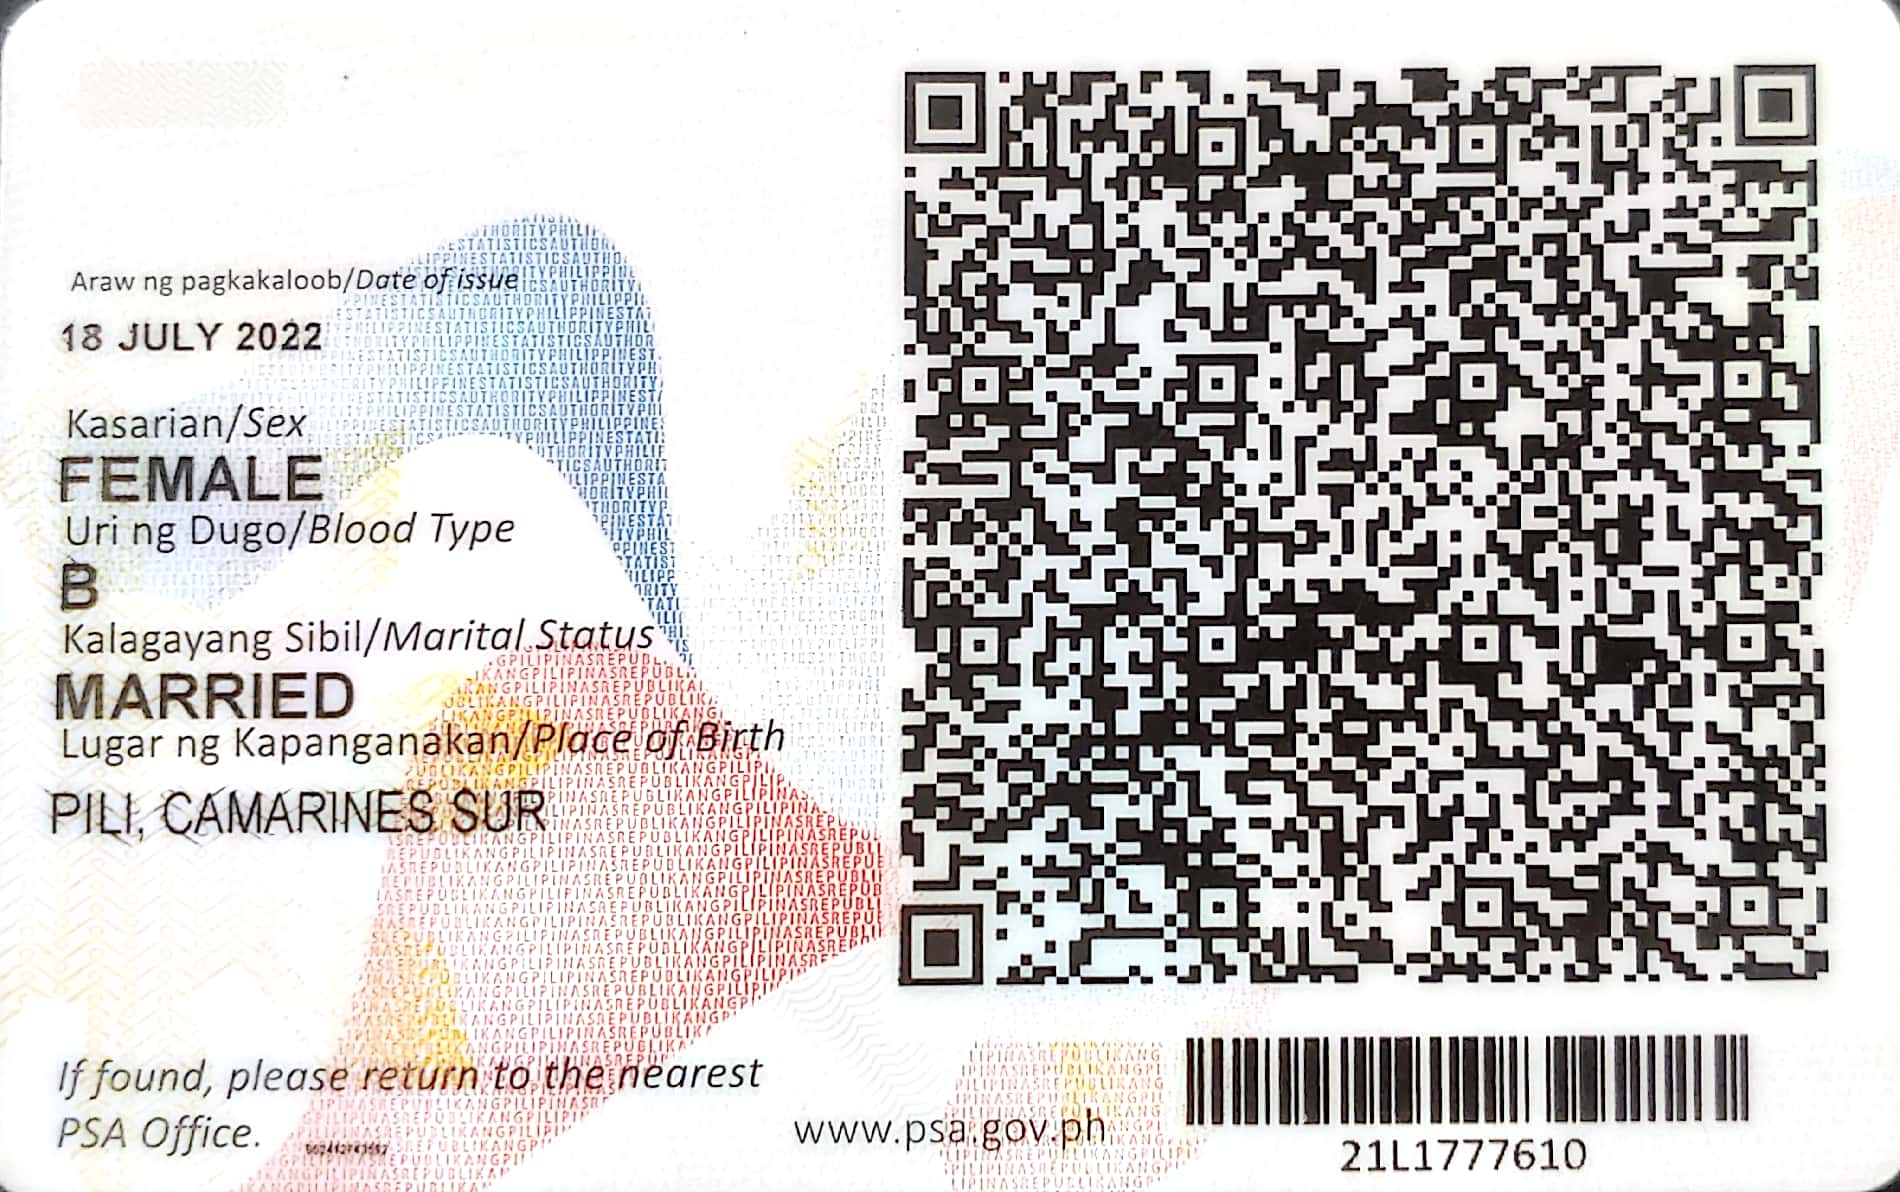 Araw ng pagkakaloob/Date of issue
18 JULY 2022
Kasarian/Sex
FEMALE
Uri ng Dugo/Blood Type
B
Kalagayang Sibil/Marital Status
MARRIED
Lugar ng Kapanganakan/Place of Birth
PILI, CAMARINES SUR
If found, please return to the nearest
PSA Office.
www.psa.gov.ph
21L1777610